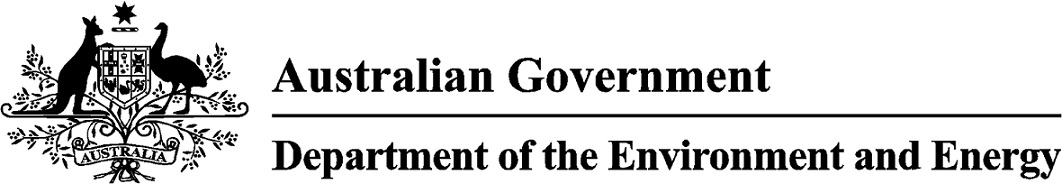 Australian Government
Department of the Environment and Energy
AUSTRALIA